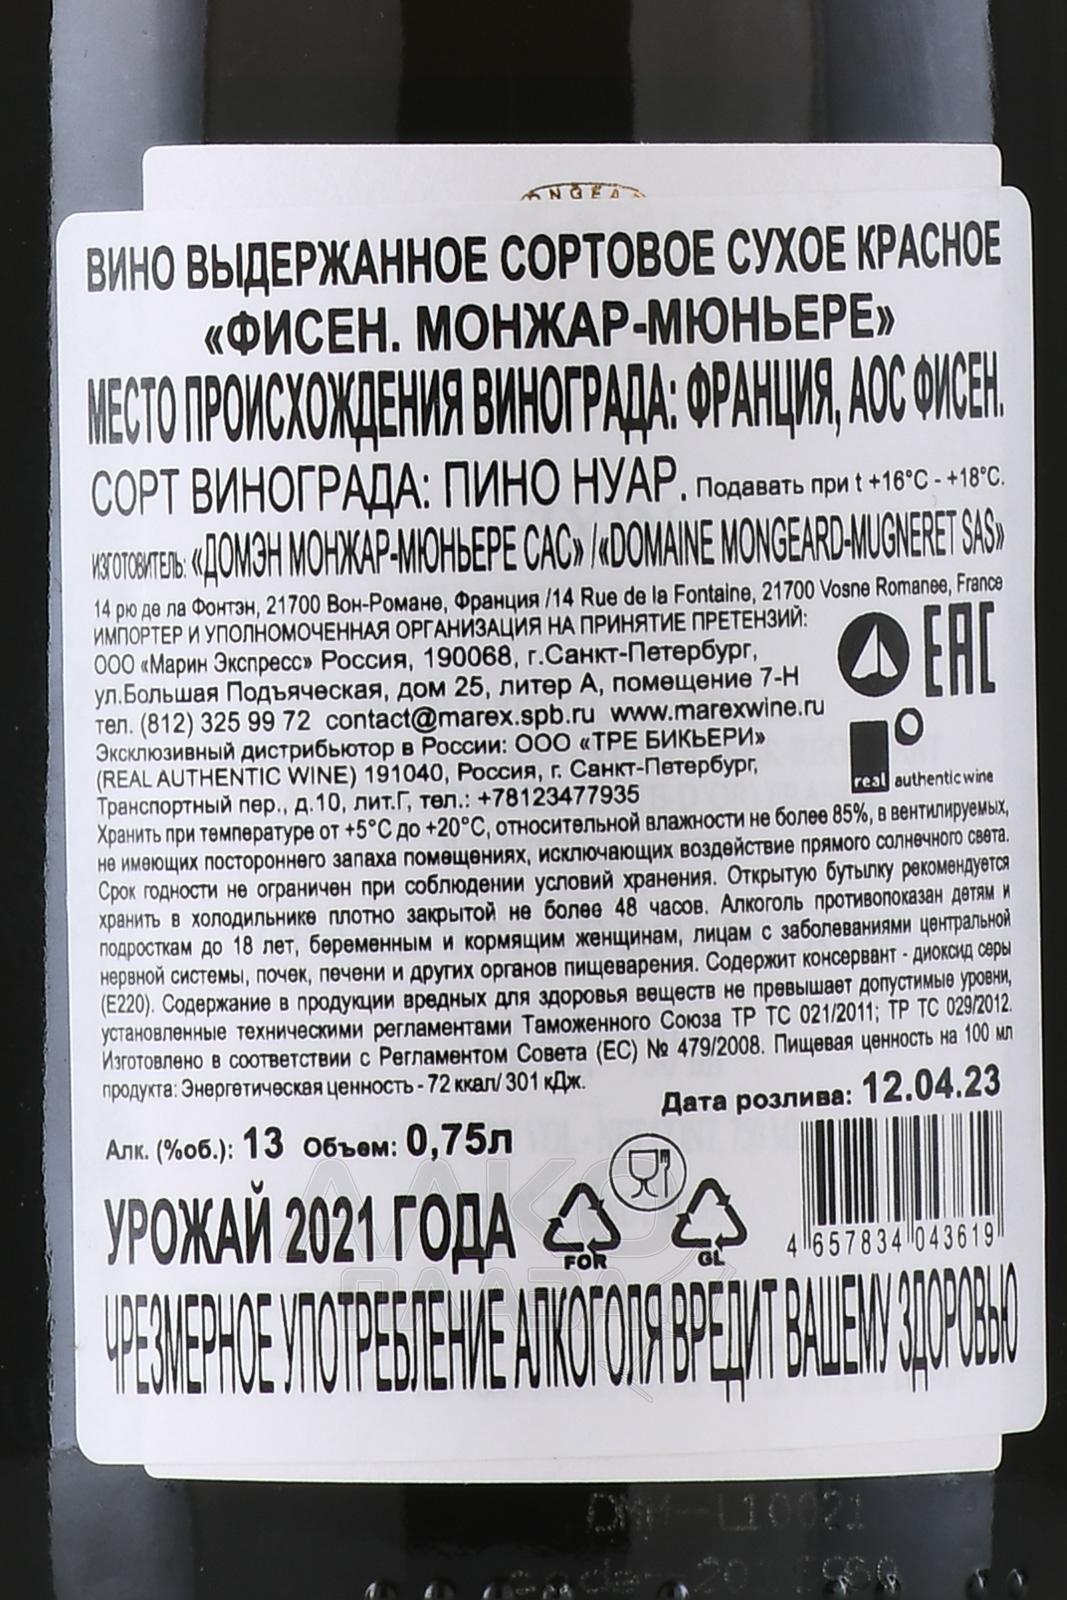 ONGEA
ВИНО ВЫДЕРЖАННОЕ СОРТОВОЕ СУХОЕ КРАСНОЕ
«ФИСЕН. МОНЖАР-МЮНЬЕРЕ»
МЕСТО ПРОИСХОЖДЕНИЯ ВИНОГРАДА: ФРАНЦИЯ, АОС ФИСЕН.
СОРТ ВИНОГРАДА: ПИНО НУАР. Подавать при t +16°C - +18°C.
ИЗГОТОВИТЕЛЬ: «ДОМЭН МОНЖАР-МЮНЬЕРЕ САС» /«DOMAINE MONGEARD-MUGNERET SAS»
14 рю де ла Фонтэн, 21700 Вон-Романе, Франция /14 Rue de la Fontaine, 21700 Vosne Romanee, France
ИМПОРТЕР И УПОЛНОМОЧЕННАЯ ОРГАНИЗАЦИЯ НА ПРИНЯТИЕ ПРЕТЕНЗИЙ:
ООО «Марин Экспресс» Россия, 190068, г.Санкт-Петербург,
ул.Большая Подъяческая, дом 25, литер А, помещение 7-Н
тел. (812) 325 99 72 contact@marex.spb.ru www.marexwine.ru
EAC
Эксклюзивный дистрибьютор в России: ООО «ТРЕ БИКЬЕРИ»
(REAL AUTHENTIC WINE) 191040, Россия, г. Санкт-Петербург,
Транспортный пер., д.10, лит.Г, тел.: +78123477935
real authentic wine
Хранить при температуре от +5°C до +20°C, относительной влажности не более 85%, в вентилируемых,
не имеющих постороннего запаха помещениях, исключающих воздействие прямого солнечного света.
Срок годности не ограничен при соблюдении условий хранения. Открытую бутылку рекомендуется
хранить в холодильнике плотно закрытой не более 48 часов. Алкоголь противопоказан детям и
подросткам до 18 лет, беременным и кормящим женщинам, лицам с заболеваниями центральной
нервной системы, почек, печени и других органов пищеварения. Содержит консервант - диоксид серы
(Е220). Содержание в продукции вредных для здоровья веществ не превышает допустимые уровни,
установленные техническими регламентами Таможенного Союза ТР ТС 021/2011; ТР ТС 029/2012.
Изготовлено в соответствии с Регламентом Совета (ЕС) № 479/2008. Пищевая ценность на 100 мл
продукта: Энергетическая ценность - 72 ккал/ 301 кДж.
Дата розлива: 12.04.23
Алк. (%об.): 13 Объем: 0,75л
УРОЖАЙ 2021 ГОДА
FOR GL
4 657834 043619
ЧРЕЗМЕРНОЕ УПОТРЕБЛЕНИЕ АЛКОГОЛЯ ВРЕДИТ ВАШЕМУ ЗДОРОВЬЮ
АЛКО
ПЛАЗА
DMM--L10021